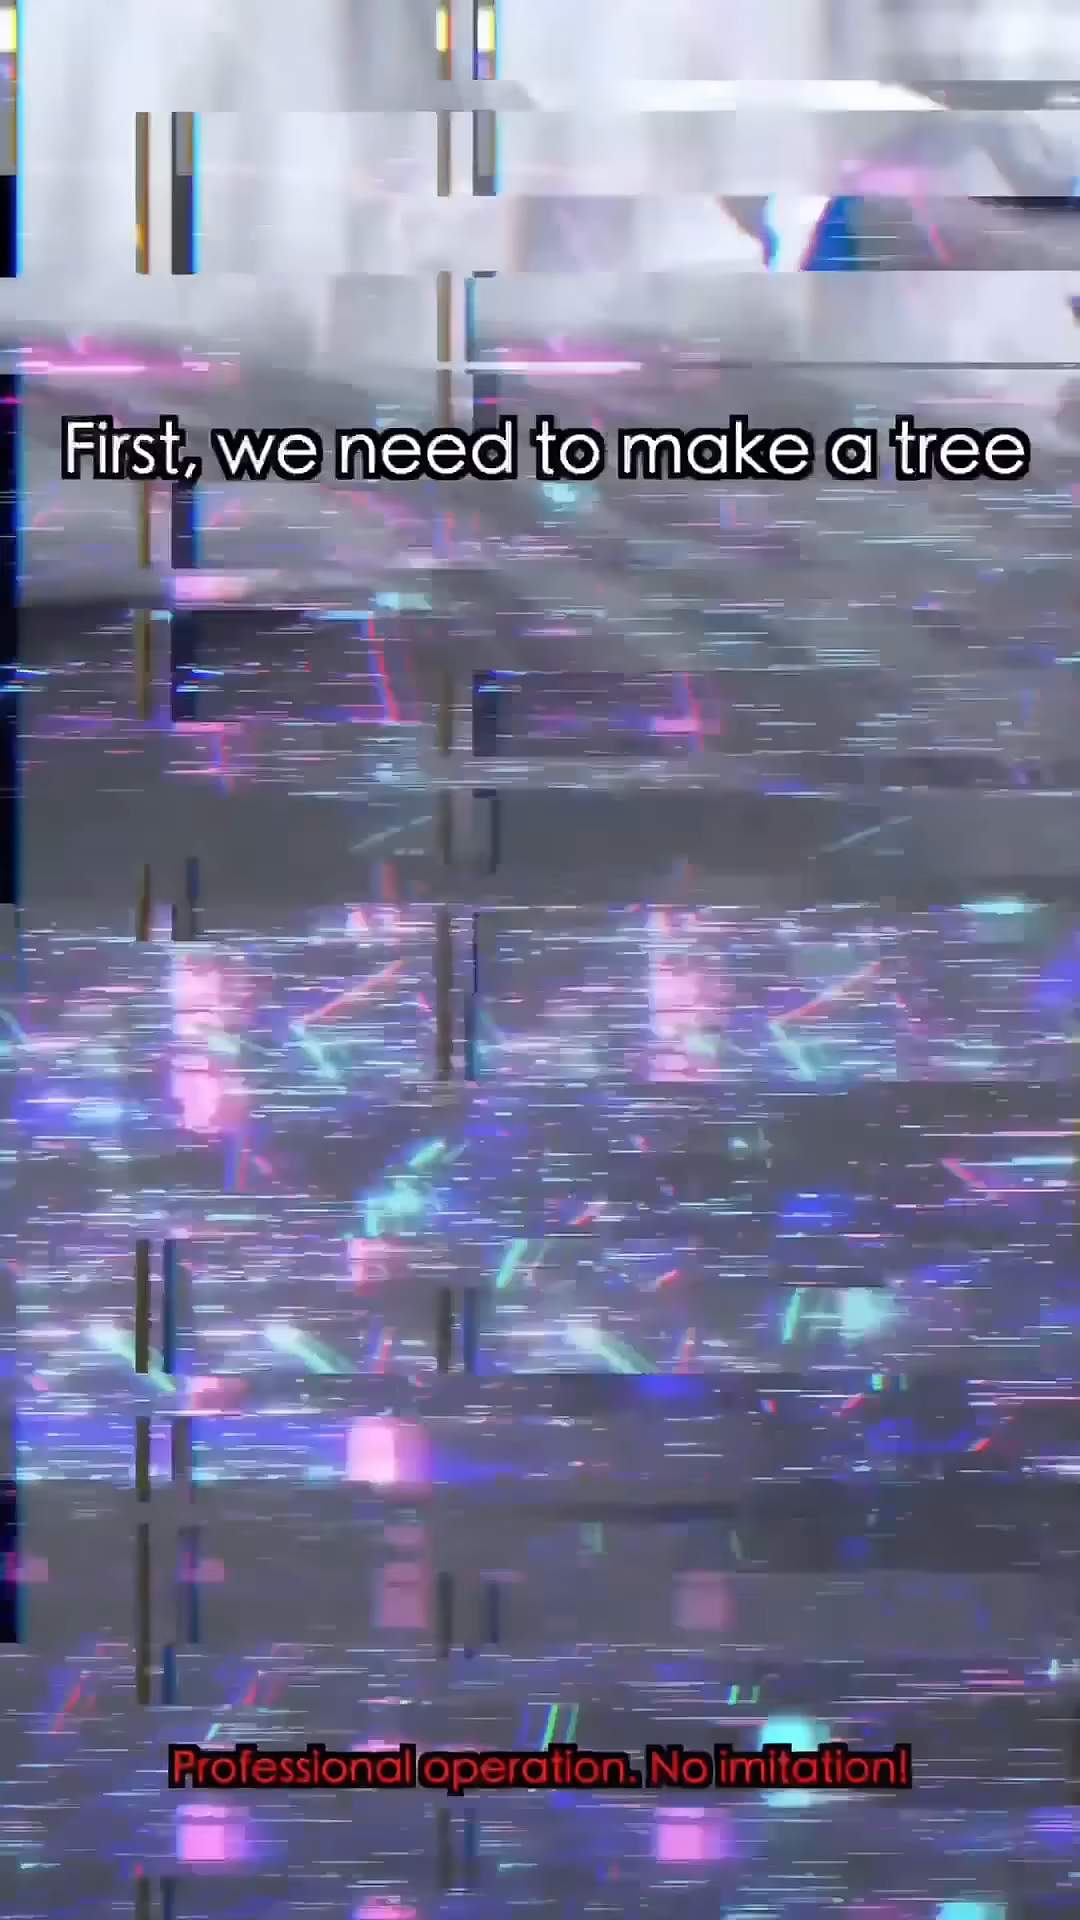 First, we need to make a tree
Professional operation. No imitation!